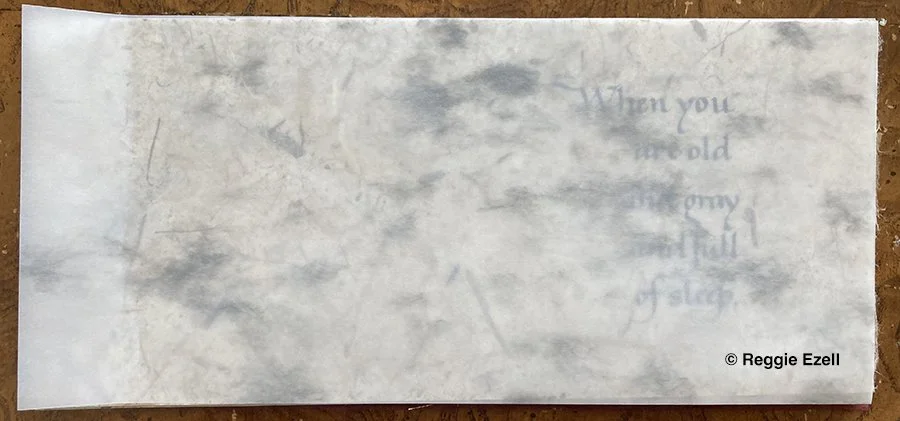 When you
are old
and gray
and full
of sleep,
© Reggie Ezell